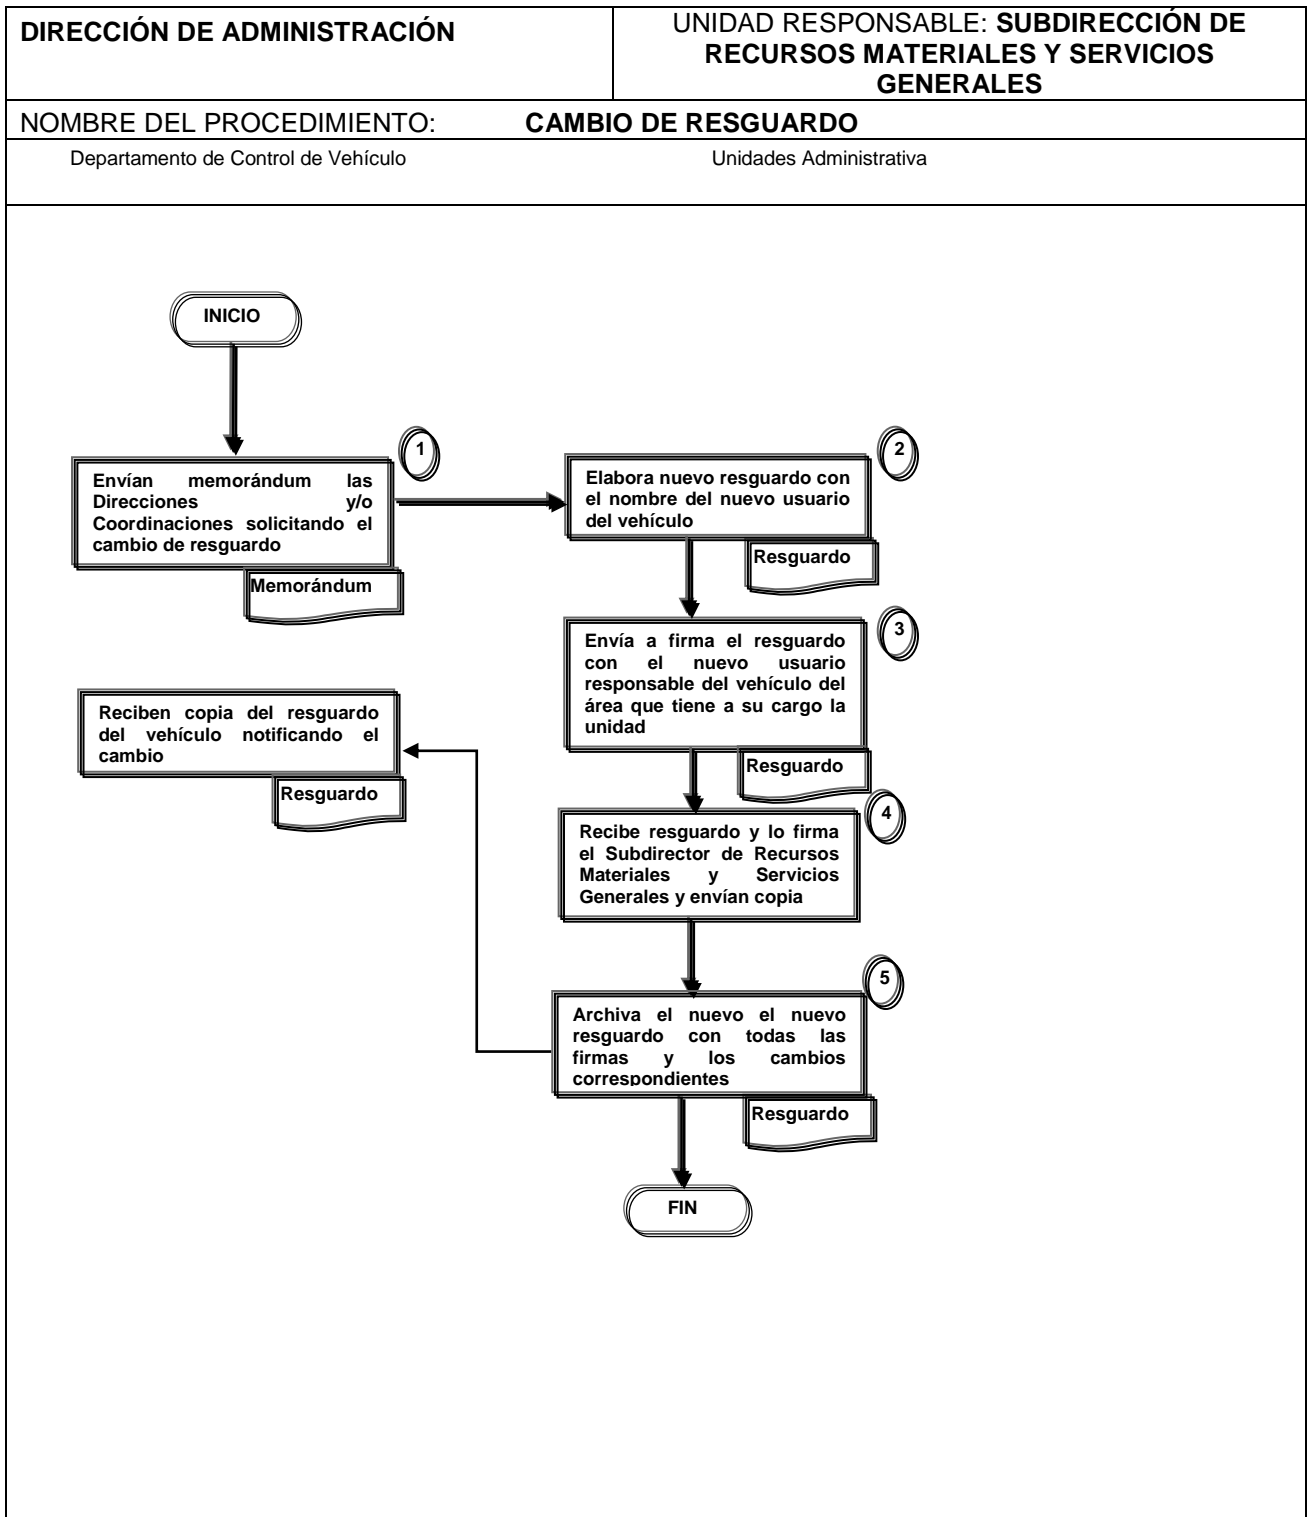 DIRECCIÓN DE ADMINISTRACIÓN
UNIDAD RESPONSABLE: SUBDIRECCIÓN DE
RECURSOS MATERIALES Y SERVICIOS
GENERALES
NOMBRE DEL PROCEDIMIENTO: CAMBIO DE RESGUARDO
Departamento de Control de Vehículo
Unidades Administrativa
INICIO
1
Envían memorándum las
Direcciones y/o
Coordinaciones solicitando el
cambio de resguardo
Memorándum
2
Elabora nuevo resguardo con
el nombre del nuevo usuario
del vehículo
Resguardo
3
Envía a firma el resguardo
con el nuevo usuario
responsable del vehículo del
área que tiene a su cargo la
unidad
Resguardo
Reciben copia del resguardo
del vehículo notificando el
cambio
Resguardo
4
Recibe resguardo y lo firma
el Subdirector de Recursos
Materiales y Servicios
Generales y envían copia
5
Archiva el nuevo el nuevo
resguardo con todas las
firmas y los cambios
correspondientes
Resguardo
FIN